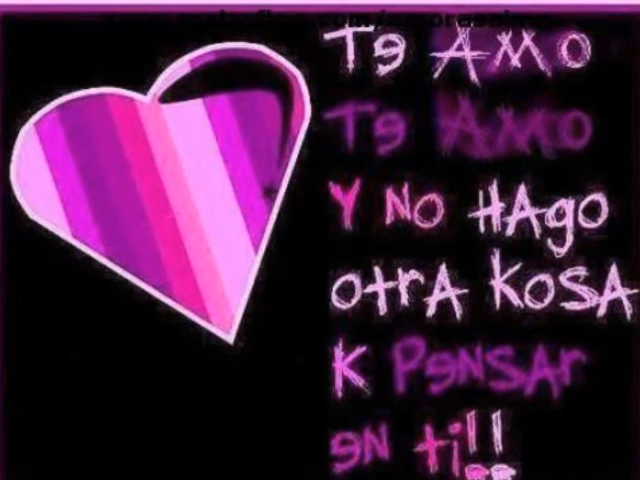 Te AMO
Te AMO
Y NO HAgo
otrA KOSA
K PeNSAr
eN ti!!